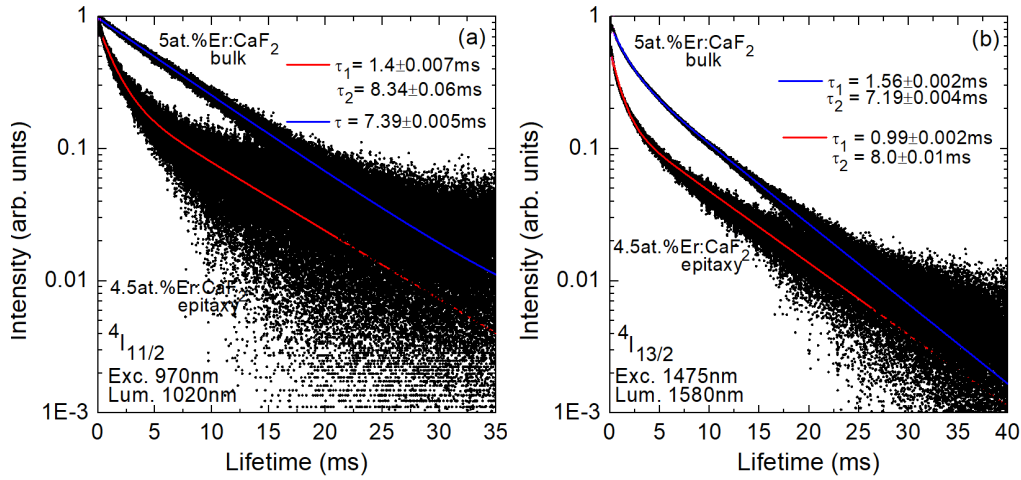 (a)
5at.%Er:CaF2
bulk
τ1= 1.4±0.007ms
τ2= 8.34±0.06ms
τ = 7.39±0.005ms
4.5at.%Er:CaF
epitaxy
4I11/2
Exc. 970nm
Lum. 1020nm
1
0.1
0.01
1E-3
0 5 10 15 20 25 30 35
Lifetime (ms)
Intensity (arb. units)
(b)
5at.%Er:CaF2
bulk
τ1= 1.56±0.002ms
τ2= 7.19±0.004ms
τ1= 0.99±0.002ms
τ2= 8.0±0.01ms
4.5at.%Er:CaF2
epitaxy
4I13/2
Exc. 1475nm
Lum. 1580nm
1
0.1
0.01
1E-3
0 5 10 15 20 25 30 35 40
Lifetime (ms)
Intensity (arb. units)